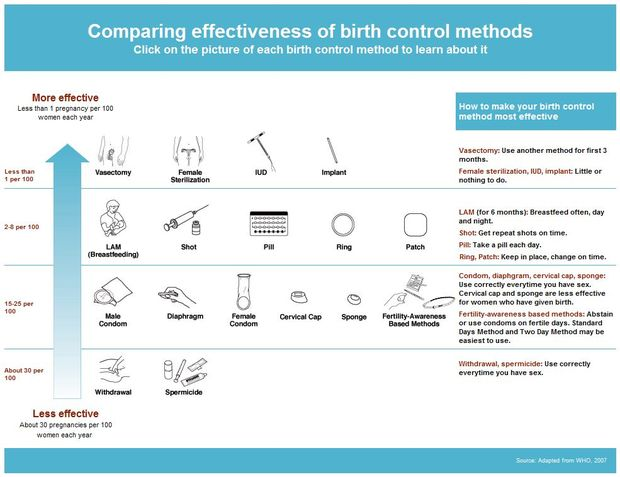 Comparing effectiveness of birth control methods
Click on the picture of each birth control method to learn about it
More effective
Less than 1 pregnancy per 100
women each year
How to make your birth control
method most effective
Less than
1 per 100
Vasectomy
Female
Sterilization
IUD
Implant
Vasectomy: Use another method for first 3
months.
Female sterilization, IUD, implant: Little or
nothing to do.
2-8 per 100
LAM
(Breastfeeding)
Shot
Pill
Ring
Patch
LAM (for 6 months): Breastfeed often, day
and night.
Shot: Get repeat shots on time.
Pill: Take a pill each day.
Ring, Patch: Keep in place, change on time.
15-25 per
100
Male
Condom
Diaphragm
Female
Condom
Cervical Cap
Sponge
Fertility-Awareness
Based Methods
Condom, diaphgram, cervical cap, sponge:
Use correctly everytime you have sex.
Cervical cap and sponge are less effective
for women who have given birth.
Fertility-awareness based methods: Abstain
or use condoms on fertile days. Standard
Days Method and Two Day Method may be
easiest to use.
About 30 per
100
Withdrawal
Spermicide
Withdrawal, spermicide: Use correctly
everytime you have sex.
Less effective
About 30 pregnancies per 100
women each year
Source: Adapted from WHO, 2007